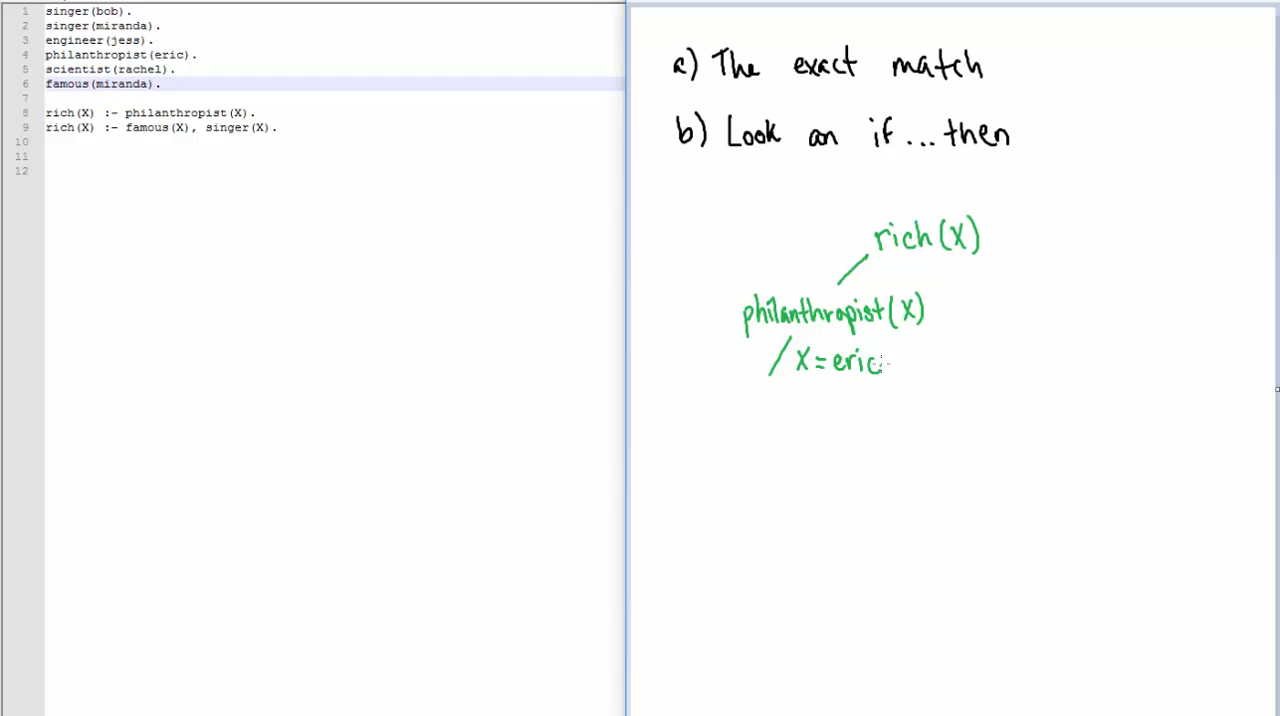 1 singer(bob).
2 singer(miranda).
3 engineer(jess).
4 philanthropist(eric).
5 scientist(rachel).
6 famous(miranda).
7
8 rich(X) :- philanthropist(X).
9 rich(X) :- famous(X), singer(X).
10
11
12
a) The exact match
b) Look an if...then
rich(X)
philanthropist(X)
X=eric